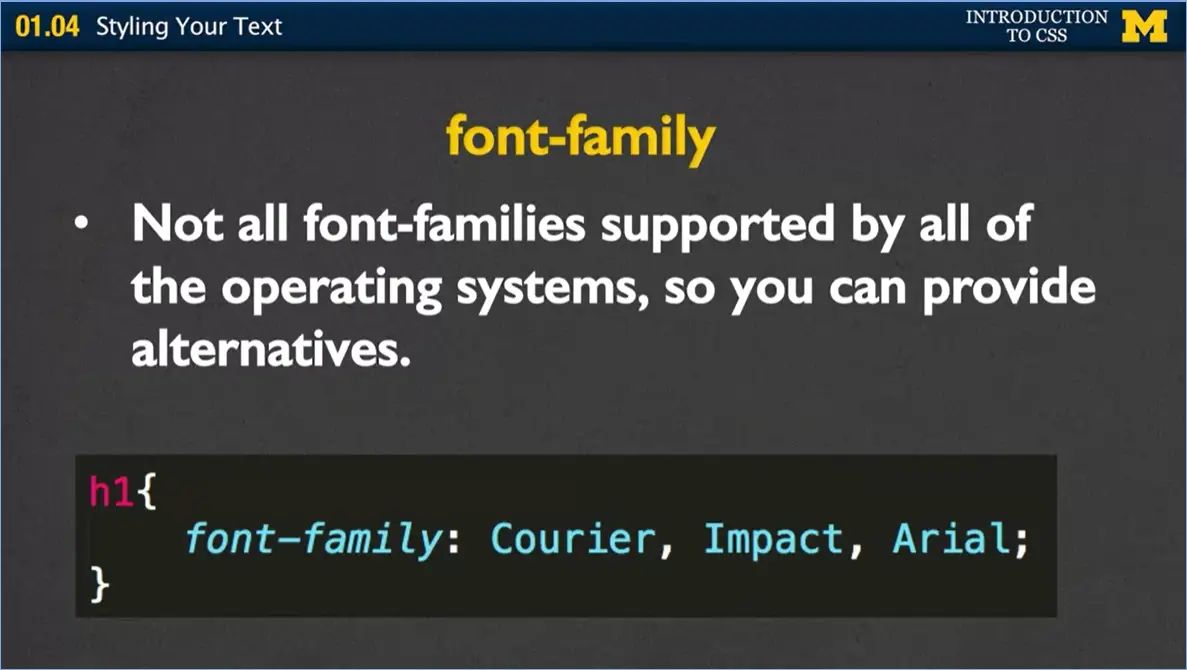 01.04 Styling Your Text
INTRODUCTION
TO CSS
M
font-family
• Not all font-families supported by all of
the operating systems, so you can provide
alternatives.
h1{
font-family: Courier, Impact, Arial;
}